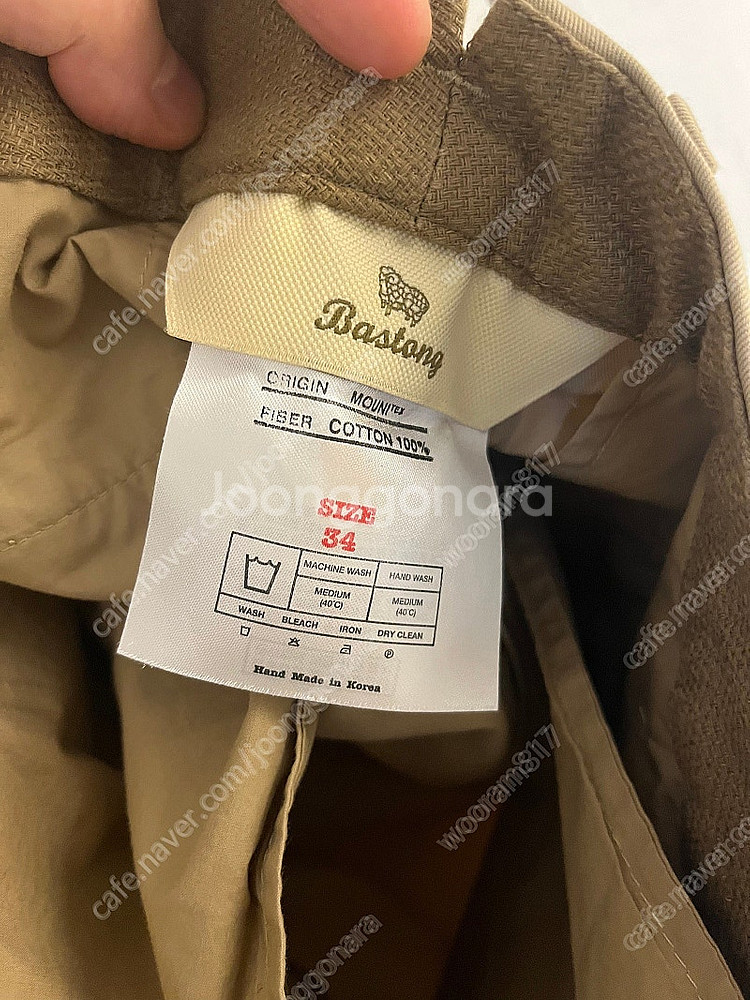 Bastong
ORIGIN MOUNITEX
FIBER COTTON 100%
Joonggonara
SIZE
34
MACHINE WASH HAND WASH
MEDIUM MEDIUM
(40°C) (40°C)
WASH BLEACH IRON DRY CLEAN
P
Hand Made in Korea
cafe.naver.com/joonggonara
wooram817